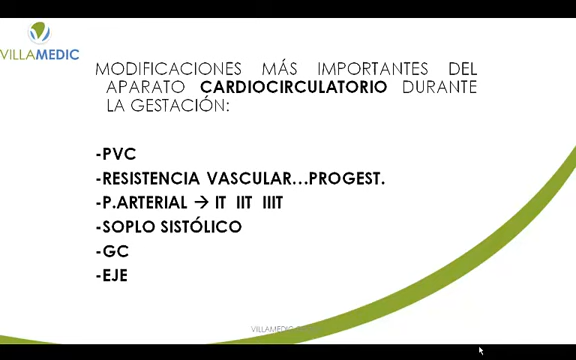 VILLAMEDIC
MODIFICACIONES MÁS IMPORTANTES DEL
APARATO CARDIOCIRCULATORIO DURANTE
LA GESTACIÓN:
-PVC
-RESISTENCIA VASCULAR...PROGEST.
-P.ARTERIAL → IT IIT IIIT
-SOPLO SISTÓLICO
-GC
-EJE
VILLAMEDIC